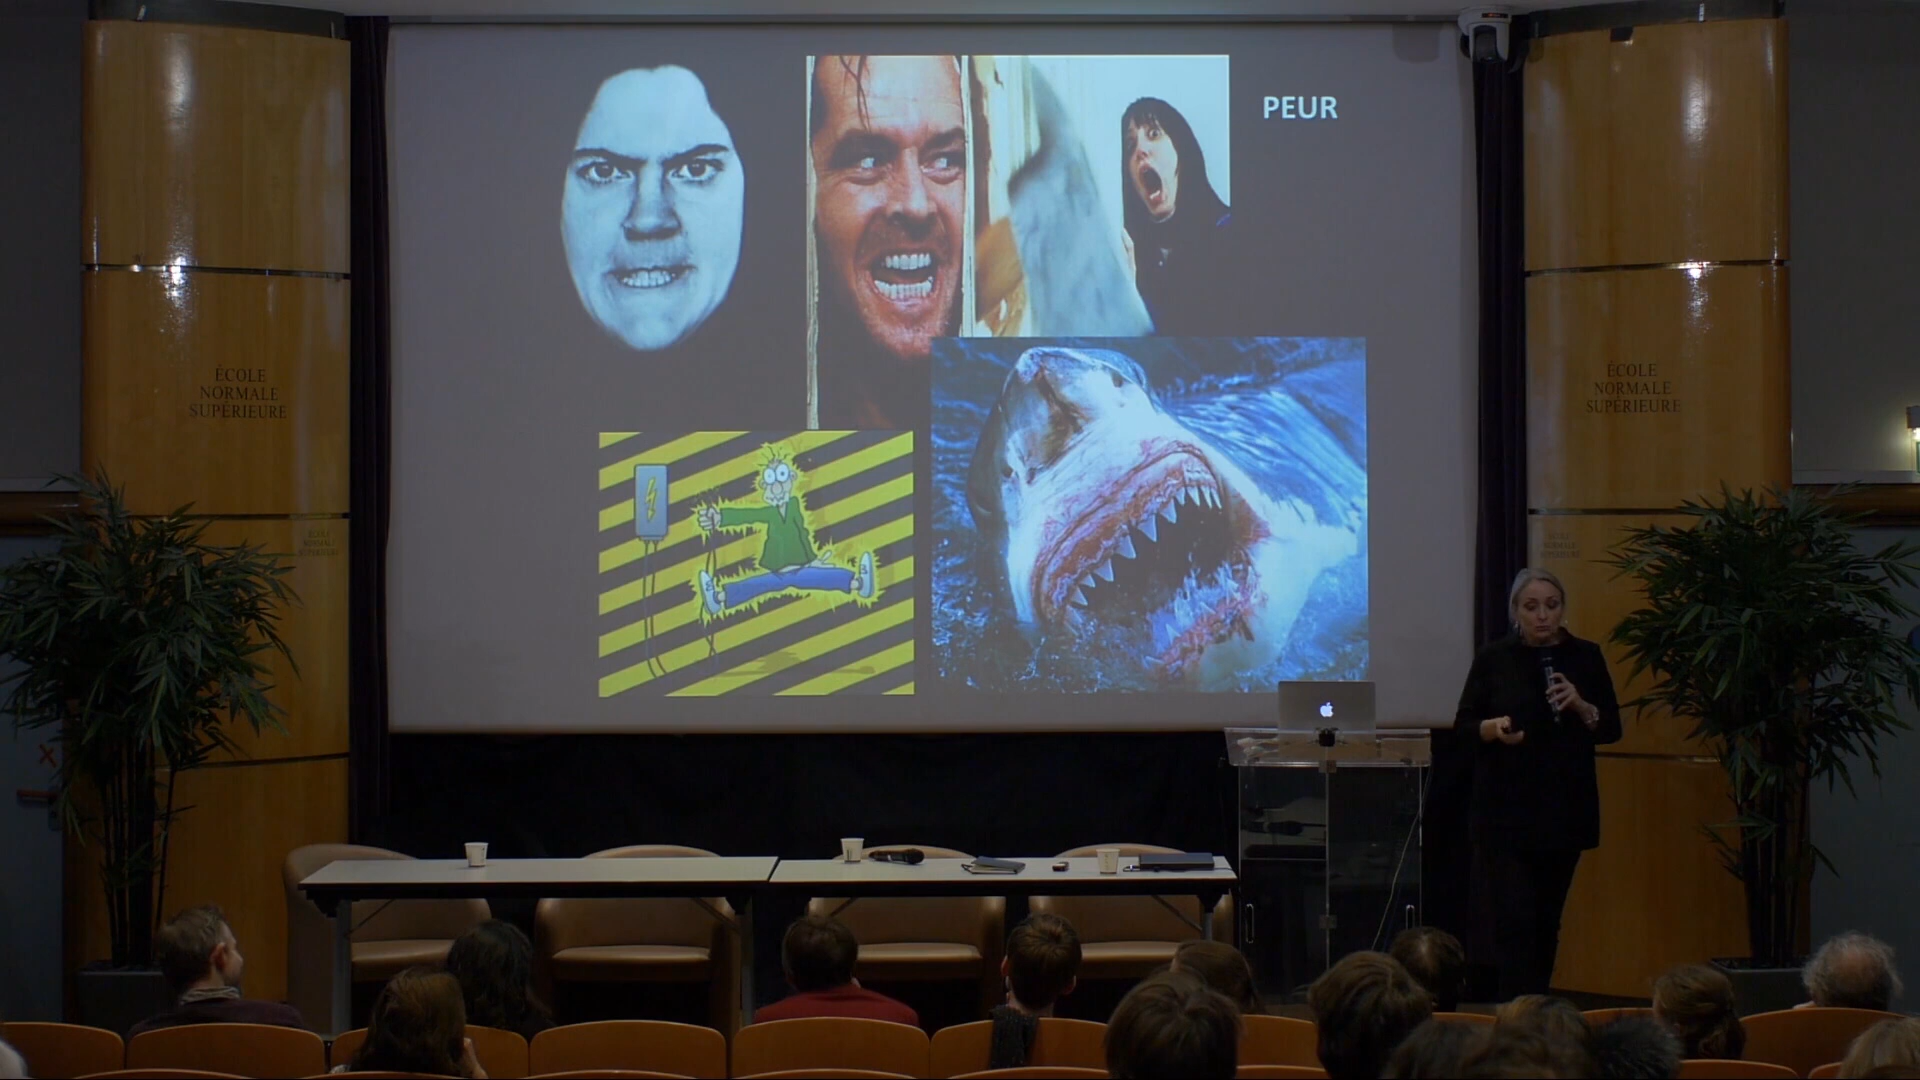 PEUR
ÉCOLE
NORMALE
SUPÉRIEURE
ÉCOLE
NORMALE
SUPÉRIEURE